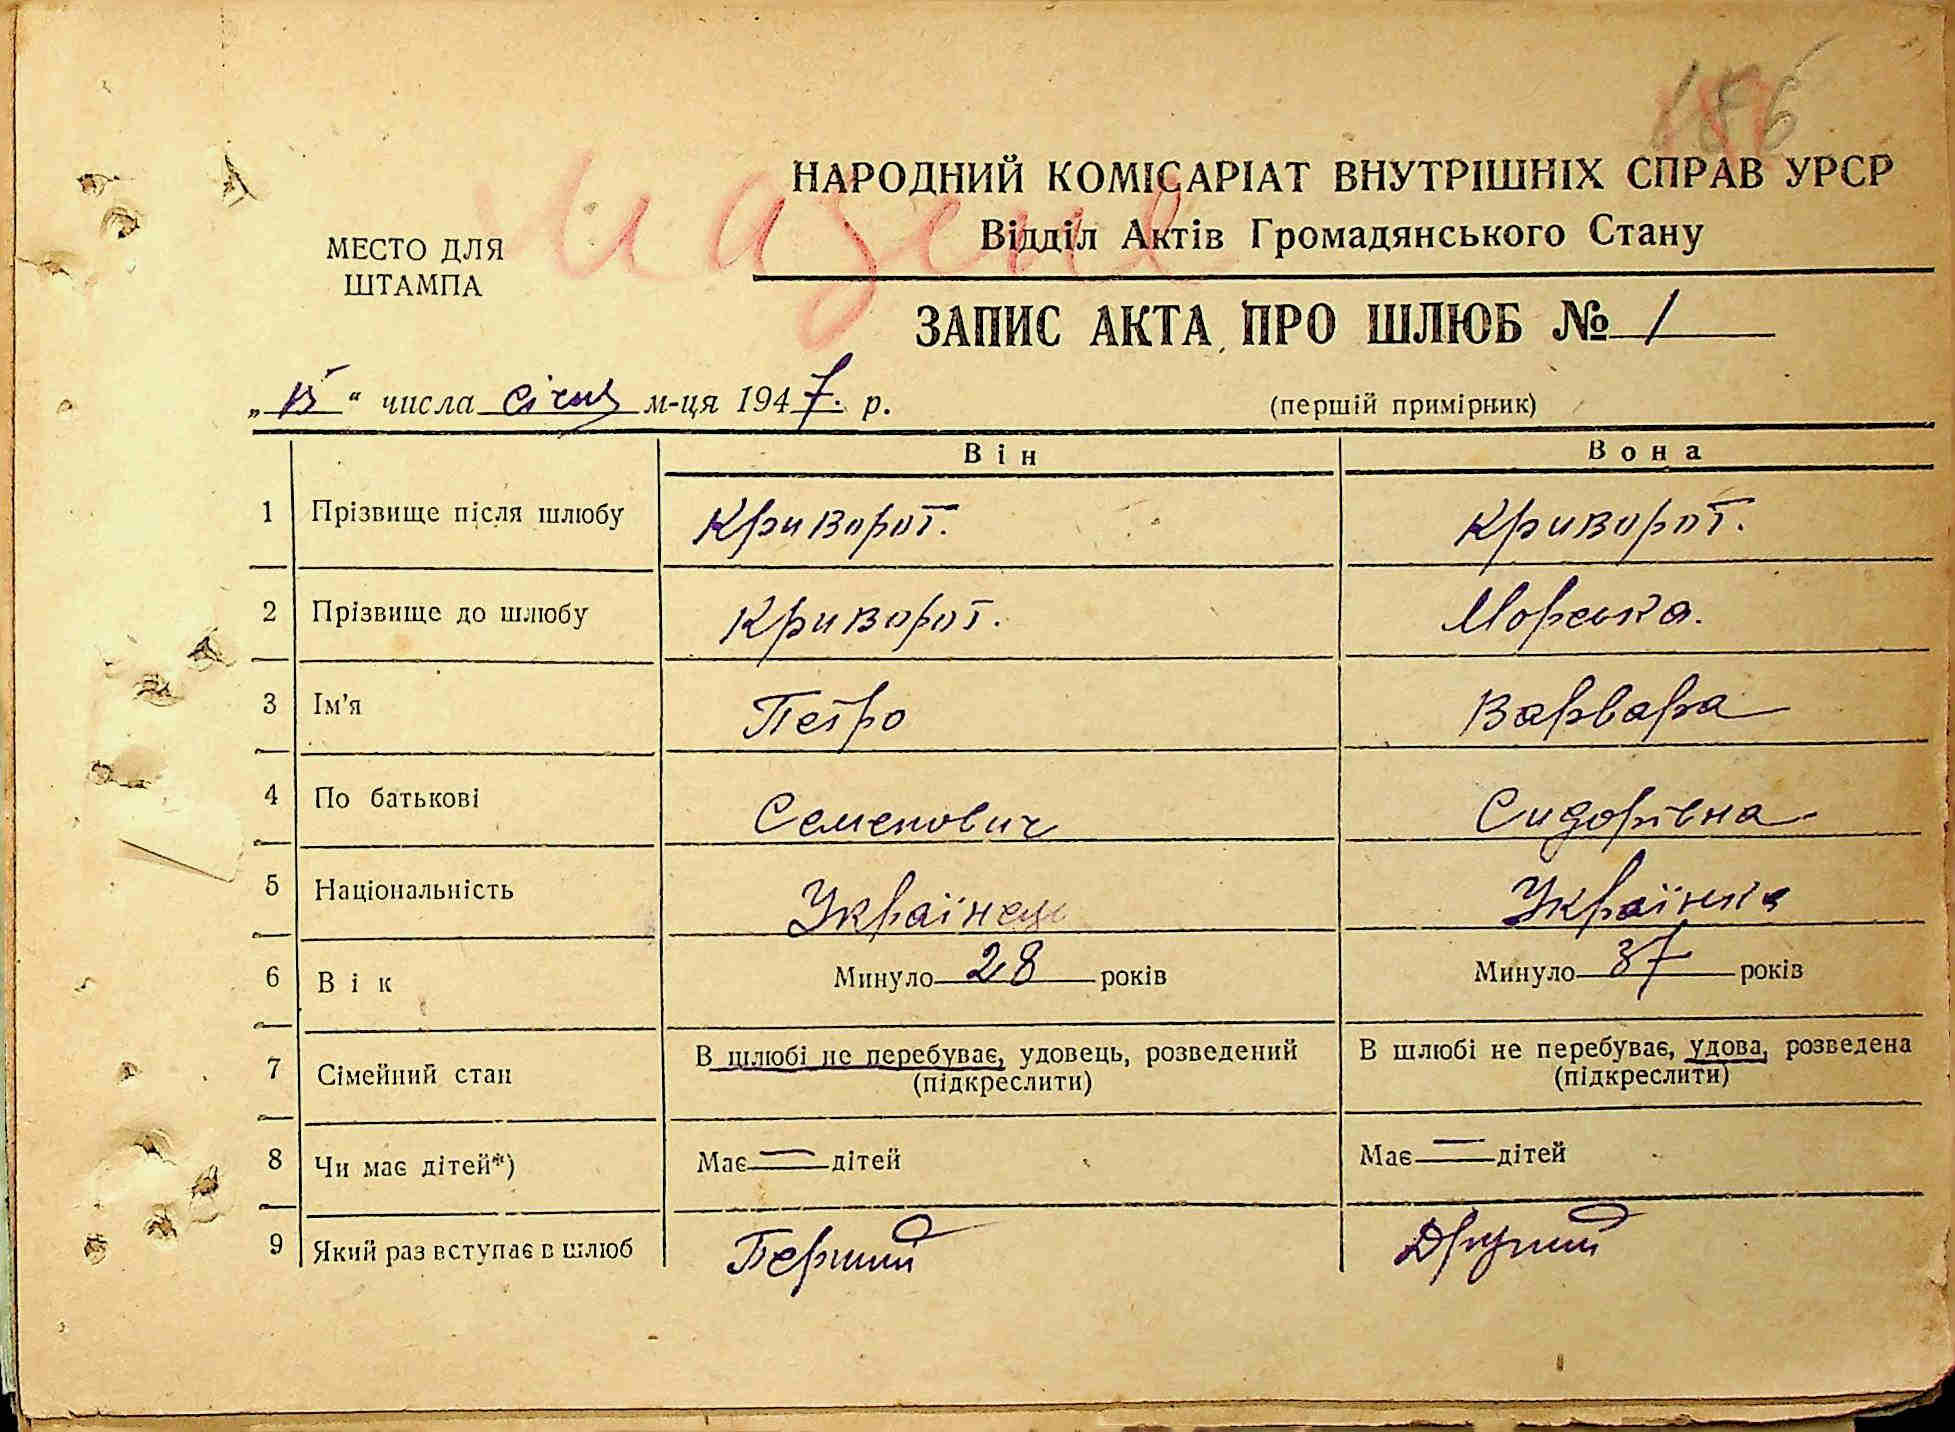 186
НАРОДНИЙ КОМІСАРІАТ ВНУТРІШНІХ СПРАВ УРСР
Відділ Актів Громадянського Стану
МЕСТО ДЛЯ
ШТАМПА
ЗАПИС АКТА ПРО ШЛЮБ № 1
„ “ числа січня м-ця 1947. р.
(перший примірник)
Він Вона
1 Прізвище після шлюбу Криворот. Криворот.
2 Прізвище до шлюбу Криворот. Морська.
3 Ім'я Петро Варвара
4 По батькові Семенович Сидорівна
5 Національність Українець Українка
6 Вік Минуло 28 років Минуло 37 років
7 Сімейний стан В шлюбі не перебуває, удовець, розведений В шлюбі не перебуває, удова, розведена
(підкреслити) (підкреслити)
8 Чи має дітей*) Має — дітей Має — дітей
9 Який раз вступає в шлюб Перший Другий